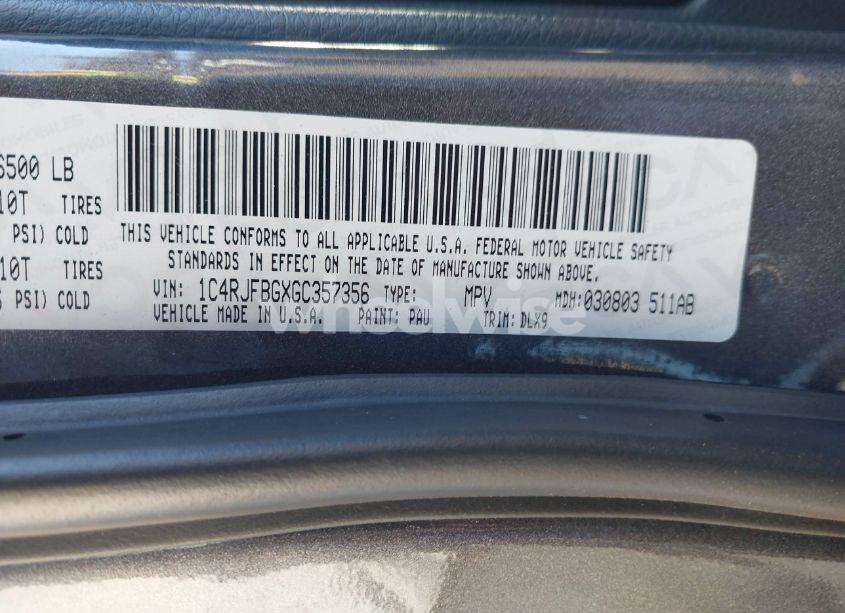 6500 LB
10T TIRES
PSI) COLD
10T TIRES
PSI) COLD
THIS VEHICLE CONFORMS TO ALL APPLICABLE U.S.A. FEDERAL MOTOR VEHICLE SAFETY
STANDARDS IN EFFECT ON THE DATE OF MANUFACTURE SHOWN ABOVE.
VIN: 1C4RJFBGXGC357356 TYPE: MPV MDH: 030803 511AB
VEHICLE MADE IN U.S.A. PAINT: PAU TRIM: DLX9
wheelwise